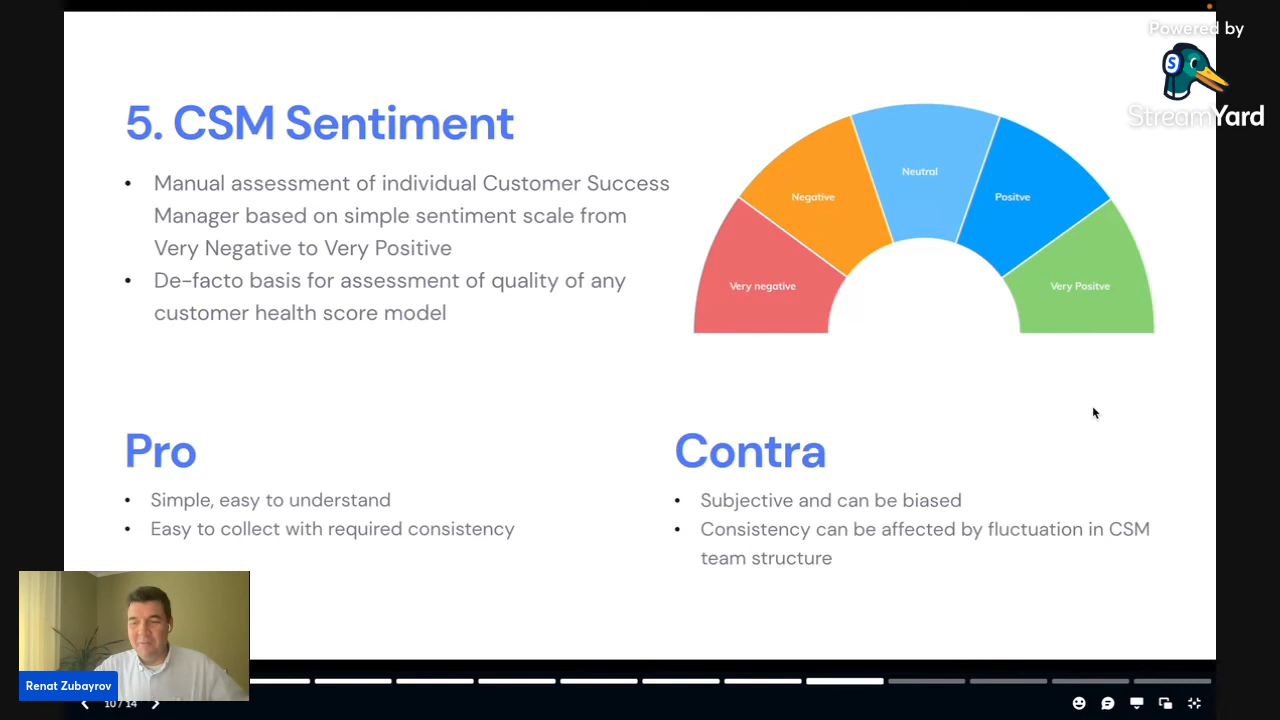 Powered by
StreamYard
5. CSM Sentiment
Manual assessment of individual Customer Success
Manager based on simple sentiment scale from
Very Negative to Very Positive
De-facto basis for assessment of quality of any
customer health score model
Very negative
Negative
Neutral
Positve
Very Positve
Pro
Simple, easy to understand
Easy to collect with required consistency
Contra
Subjective and can be biased
Consistency can be affected by fluctuation in CSM
team structure
Renat Zubayrov
10 / 14